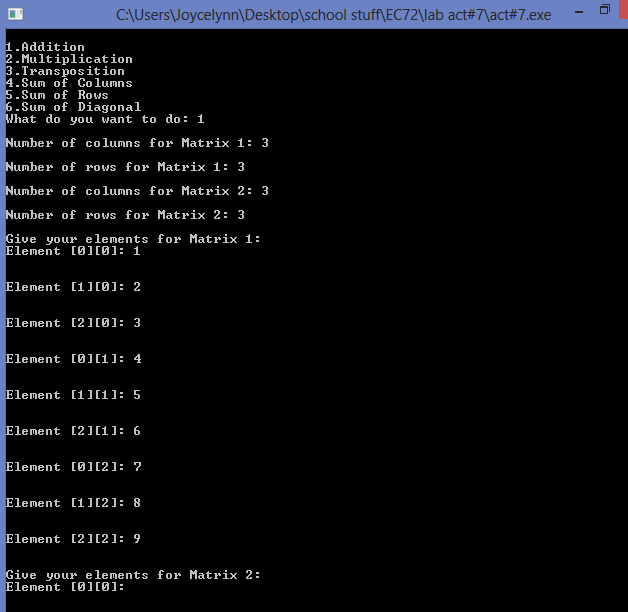 C:\Users\Joycelynn\Desktop\school stuff\EC72\lab act#7\act#7.exe
1.Addition
2.Multiplication
3.Transposition
4.Sum of Columns
5.Sum of Rows
6.Sum of Diagonal
What do you want to do: 1
Number of columns for Matrix 1: 3
Number of rows for Matrix 1: 3
Number of columns for Matrix 2: 3
Number of rows for Matrix 2: 3
Give your elements for Matrix 1:
Element [0][0]: 1
Element [1][0]: 2
Element [2][0]: 3
Element [0][1]: 4
Element [1][1]: 5
Element [2][1]: 6
Element [0][2]: 7
Element [1][2]: 8
Element [2][2]: 9
Give your elements for Matrix 2:
Element [0][0]: